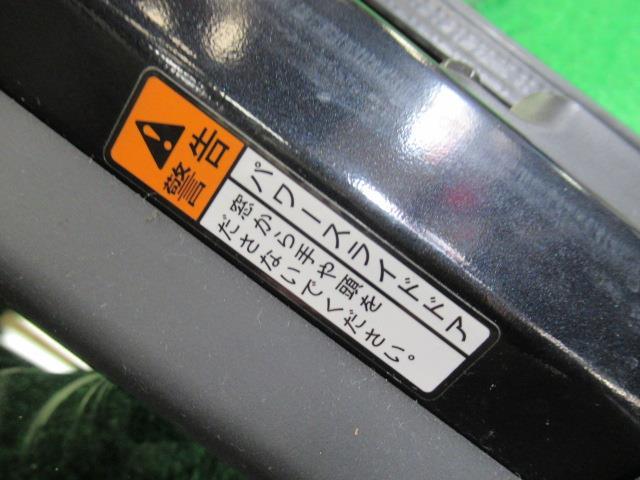 警告
パワースライドドア
窓から手や頭を
ださないでください。